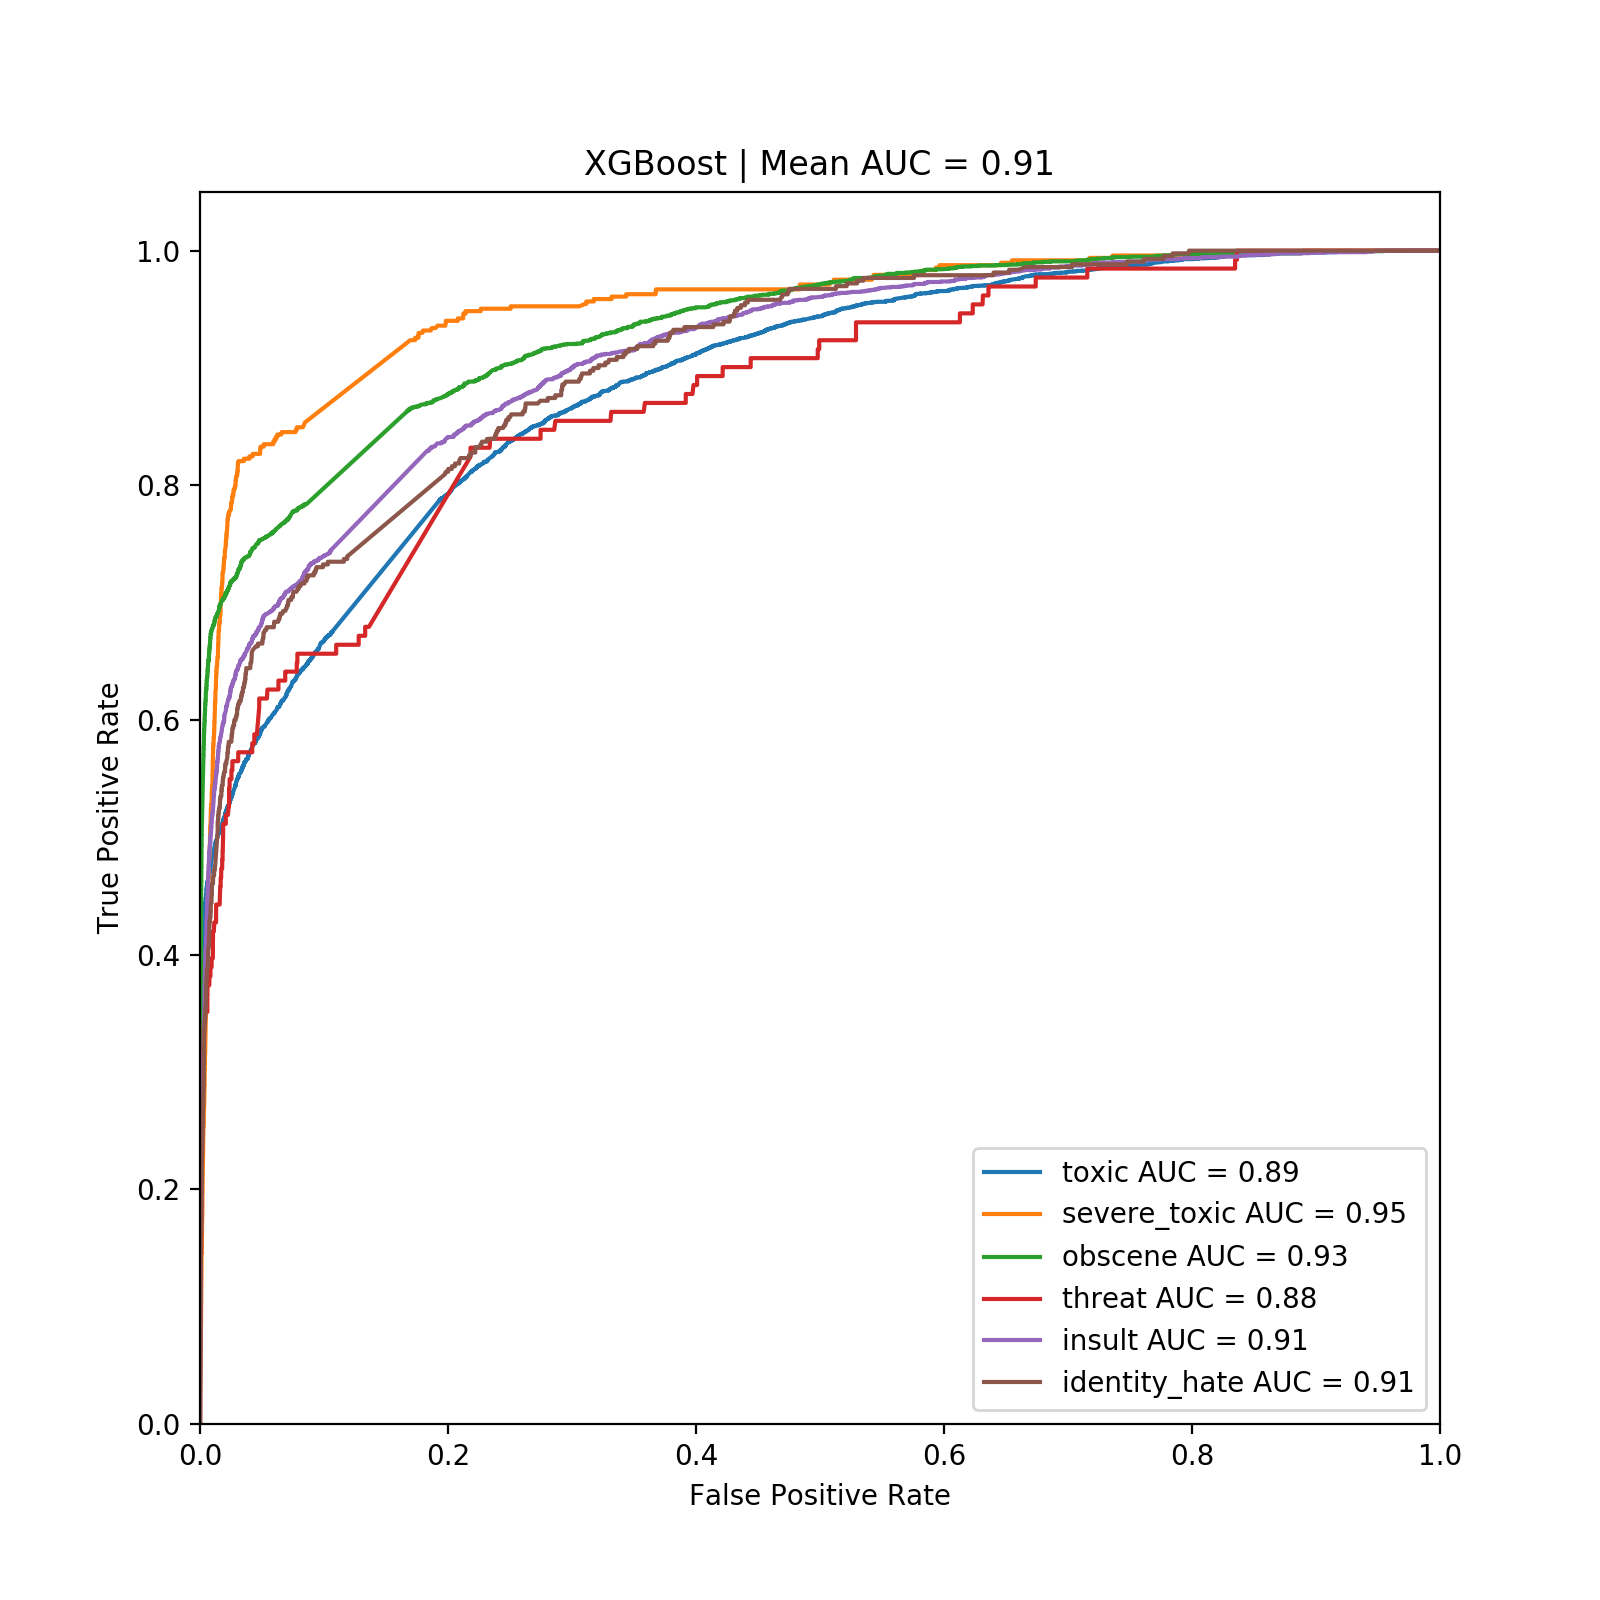 XGBoost | Mean AUC = 0.91
1.0
0.8
0.6
0.4
0.2
0.0
True Positive Rate
toxic AUC = 0.89
severe_toxic AUC = 0.95
obscene AUC = 0.93
threat AUC = 0.88
insult AUC = 0.91
identity_hate AUC = 0.91
0.0 0.2 0.4 0.6 0.8 1.0
False Positive Rate